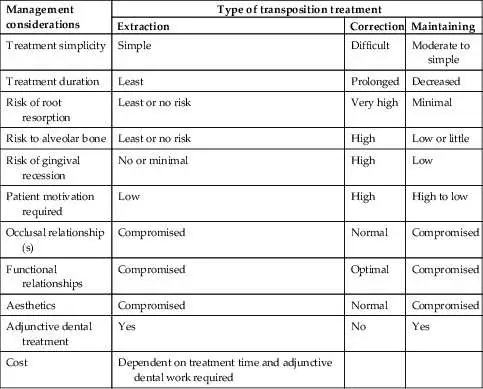 Management considerations | Type of transposition treatment
Extraction | Correction | Maintaining
Treatment simplicity | Simple | Difficult | Moderate to simple
Treatment duration | Least | Prolonged | Decreased
Risk of root resorption | Least or no risk | Very high | Minimal
Risk to alveolar bone | Least or no risk | High | Low or little
Risk of gingival recession | No or minimal | High | Low
Patient motivation required | Low | High | High to low
Occlusal relationship (s) | Compromised | Normal | Compromised
Functional relationships | Compromised | Optimal | Compromised
Aesthetics | Compromised | Normal | Compromised
Adjunctive dental treatment | Yes | No | Yes
Cost | Dependent on treatment time and adjunctive dental work required